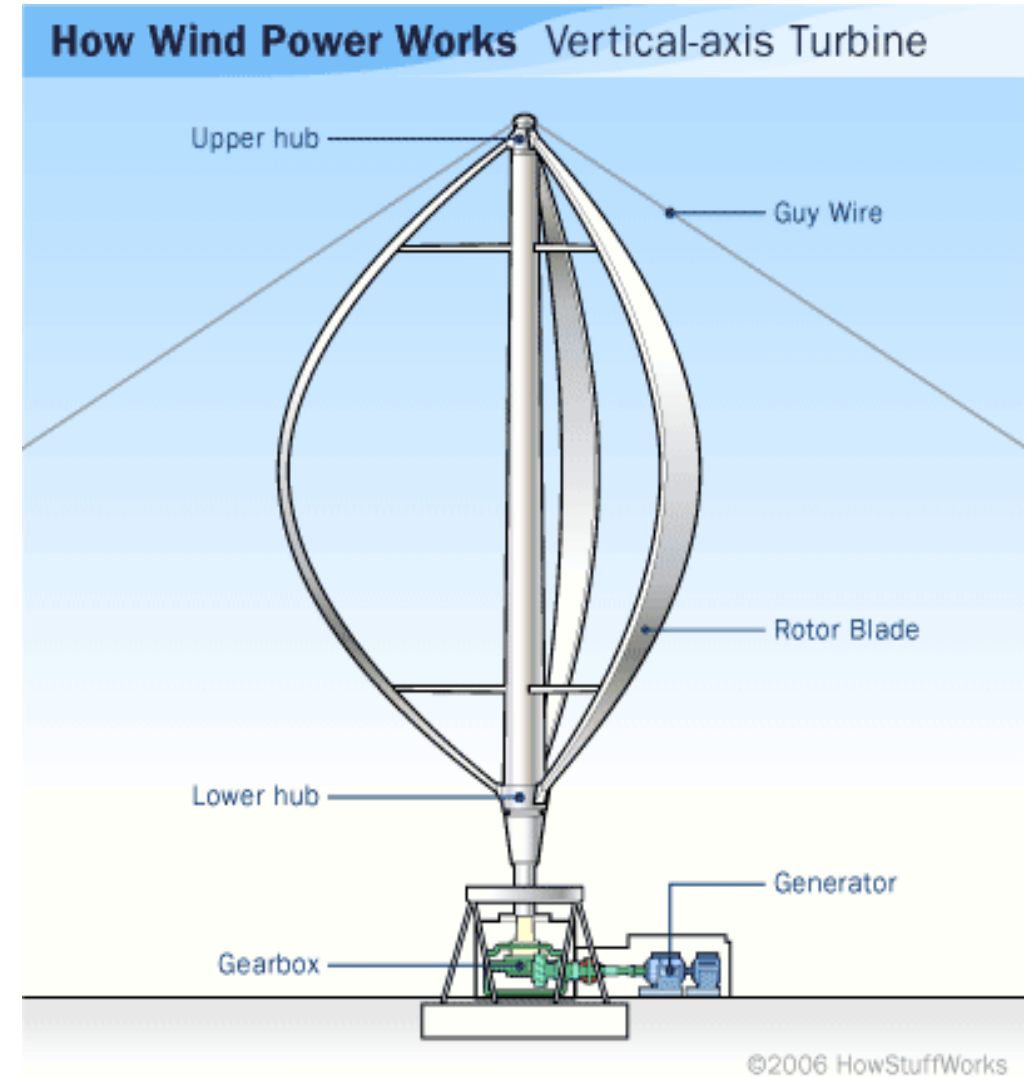 How Wind Power Works Vertical-axis Turbine
Upper hub
Guy Wire
Rotor Blade
Lower hub
Generator
Gearbox
©2006 HowStuffWorks